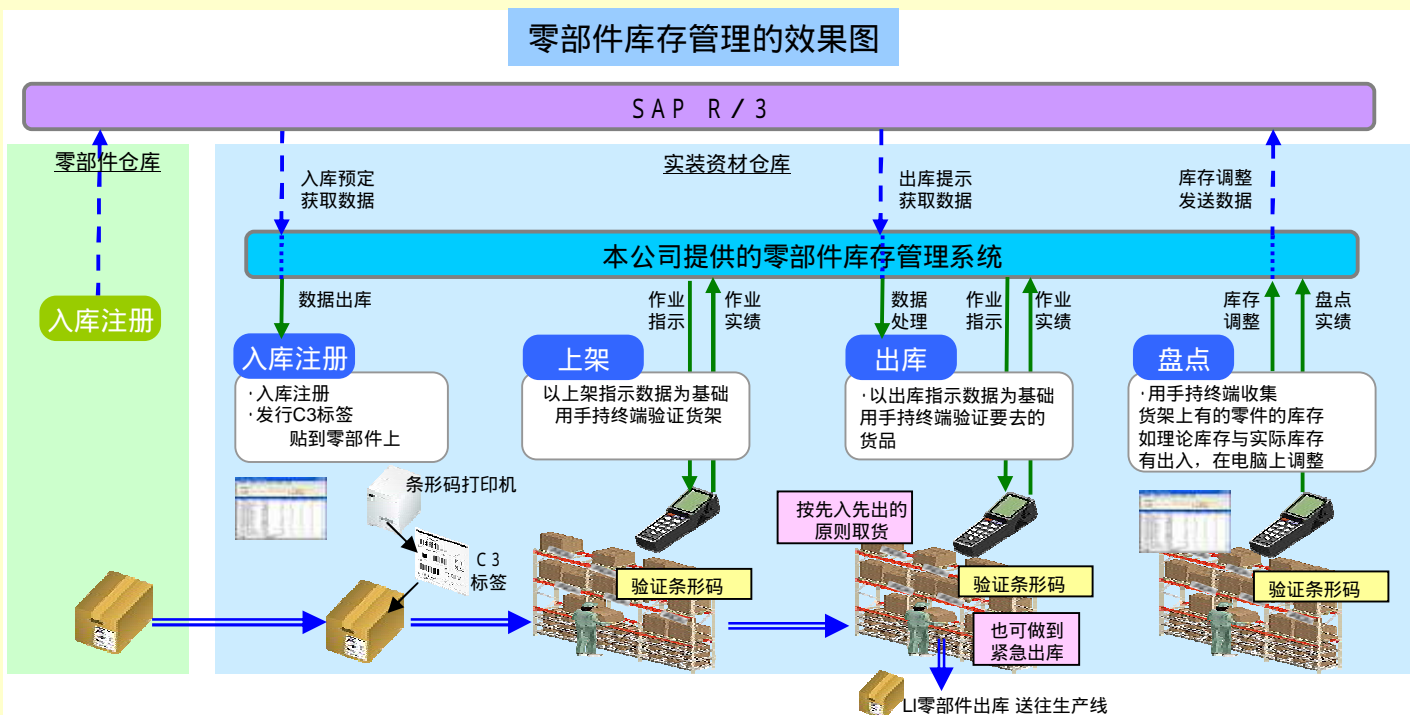 零部件库存管理的效果图
SAP R/3
零部件仓库
实装资材仓库
入库预定
获取数据
出库提示
获取数据
库存调整
发送数据
本公司提供的零部件库存管理系统
入库注册
数据出库
作业
指示
作业
实绩
数据
处理
作业
指示
作业
实绩
库存
调整
盘点
实绩
入库注册
·入库注册
·发行C3标签
贴到零部件上
上架
以上架指示数据为基础
用手持终端验证货架
出库
·以出库指示数据为基础
用手持终端验证要去的
货品
盘点
·用手持终端收集
货架上有的零件的库存
如理论库存与实际库存
有出入，在电脑上调整
条形码打印机
C3
标签
验证条形码
按先入先出的
原则取货
验证条形码
也可做到
紧急出库
验证条形码
LI零部件出库 送往生产线